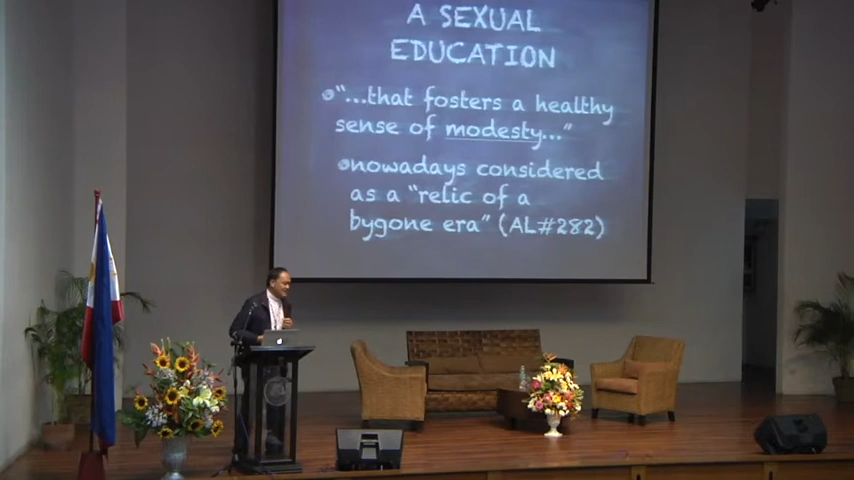 A SEXUAL
EDUCATION
"...that fosters a healthy
sense of modesty..."
nowadays considered
as a "relic of a
bygone era" (AL#282)